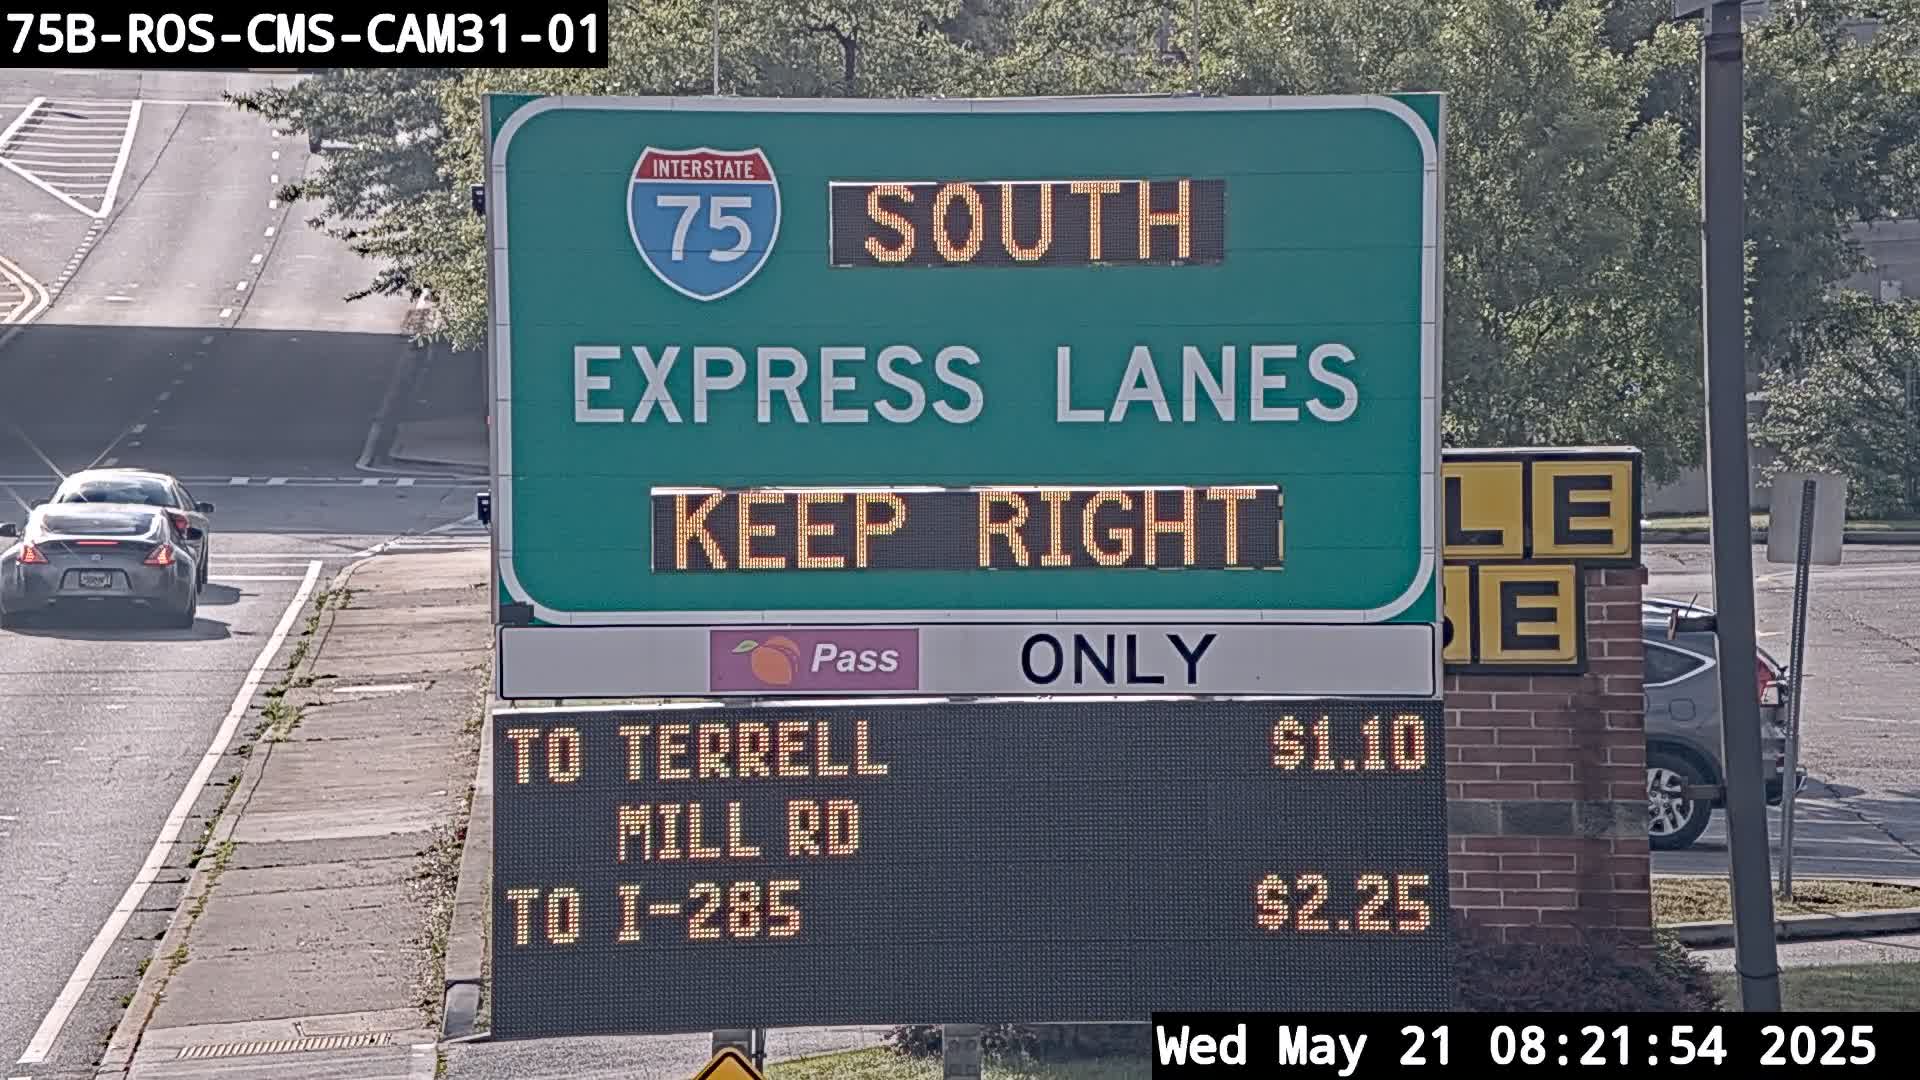 75B-ROS-CMS-CAM31-01
INTERSTATE
75
SOUTH
EXPRESS LANES
KEEP RIGHT
Pass ONLY
TO TERRELL $1.10
MILL RD
TO I-285 $2.25
LE
E
Wed May 21 08:21:54 2025